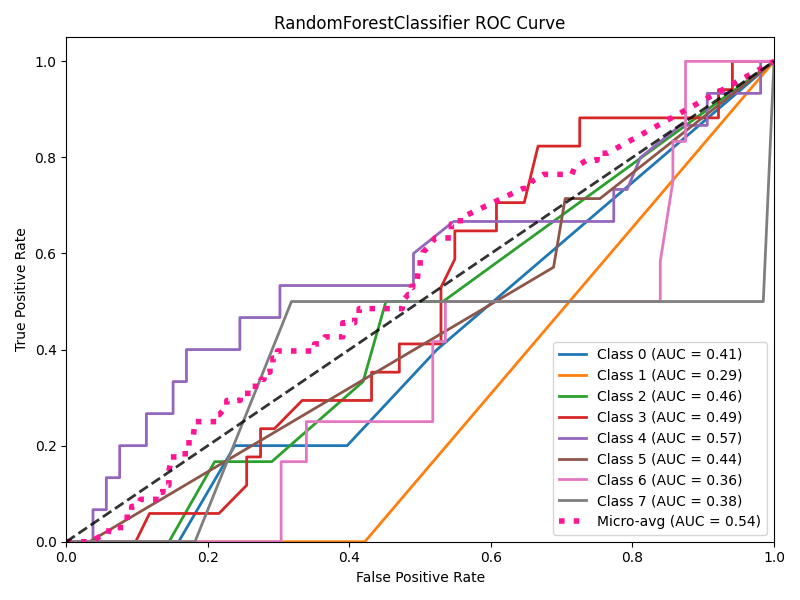 RandomForestClassifier ROC Curve
True Positive Rate
1.0
0.8
0.6
0.4
0.2
0.0
0.0 0.2 0.4 0.6 0.8 1.0
False Positive Rate
Class 0 (AUC = 0.41)
Class 1 (AUC = 0.29)
Class 2 (AUC = 0.46)
Class 3 (AUC = 0.49)
Class 4 (AUC = 0.57)
Class 5 (AUC = 0.44)
Class 6 (AUC = 0.36)
Class 7 (AUC = 0.38)
Micro-avg (AUC = 0.54)